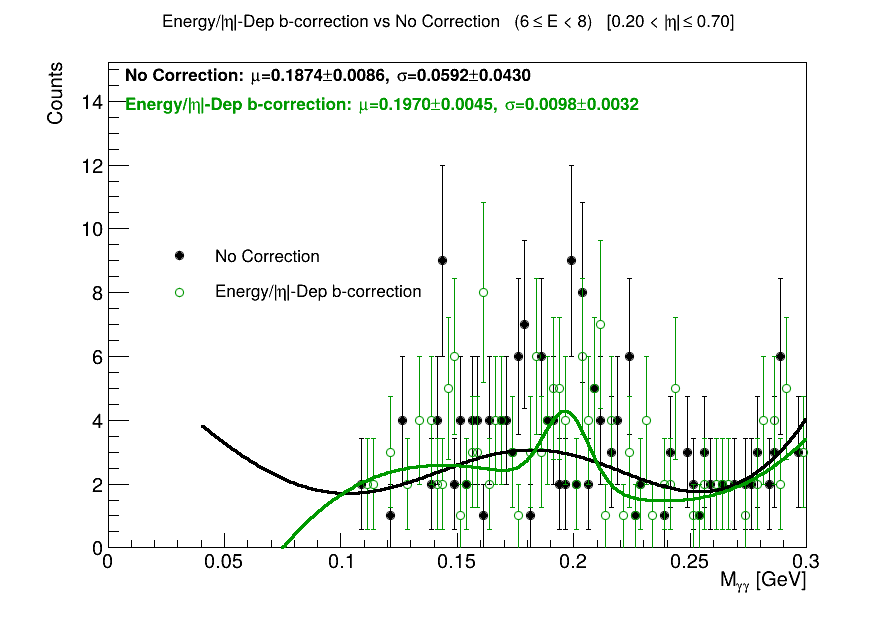 Energy/|η|-Dep b-correction vs No Correction (6 ≤ E < 8) [0.20 < |η| ≤ 0.70]
Counts
No Correction: μ=0.1874±0.0086, σ=0.0592±0.0430
Energy/|η|-Dep b-correction: μ=0.1970±0.0045, σ=0.0098±0.0032
14
12
10
8
6
4
2
0
No Correction
Energy/|η|-Dep b-correction
0 0.05 0.1 0.15 0.2 0.25 0.3
Mγγ [GeV]